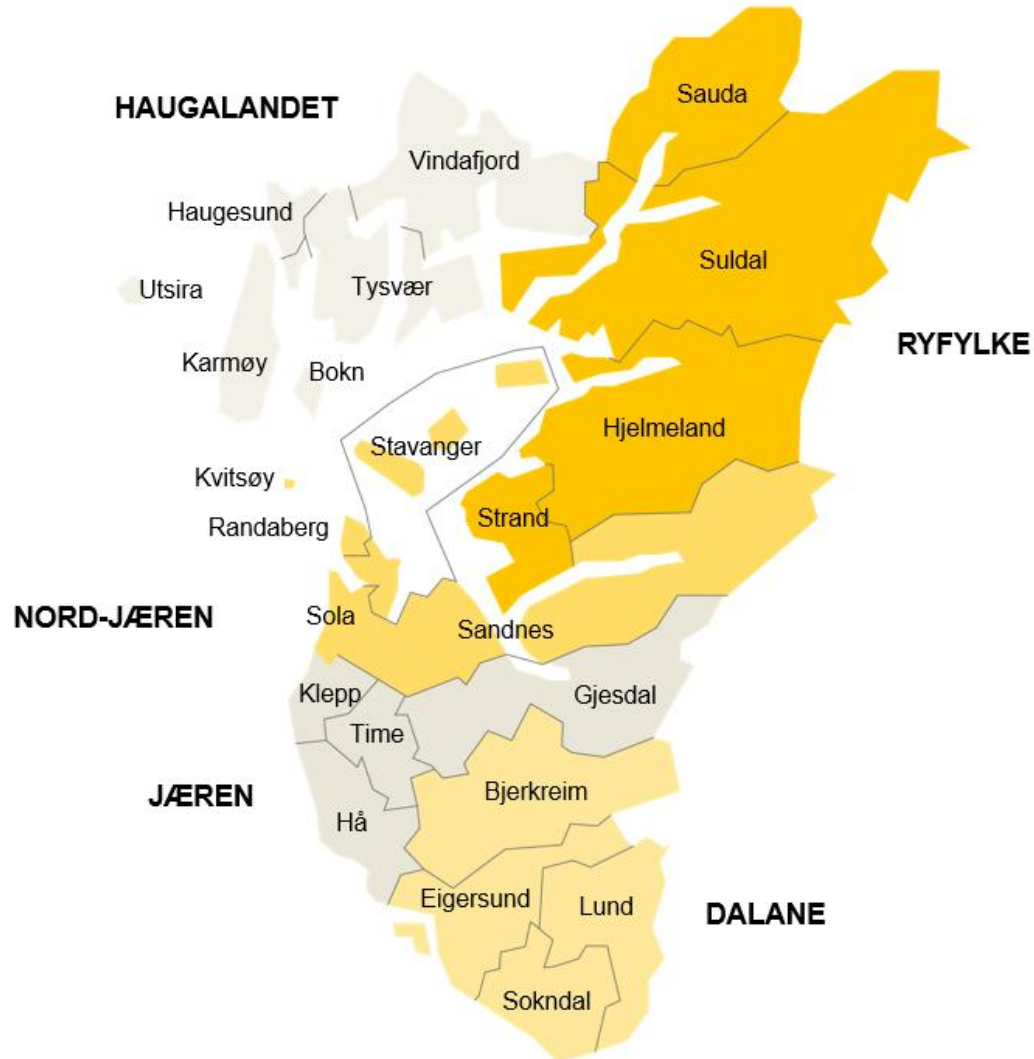 Sauda
HAUGALANDET
Vindafjord
Haugesund
Suldal
Utsira
Tysvær
RYFYLKE
Karmøy
Bokn
Hjelmeland
Stavanger
Kvitsøy
Strand
Randaberg
NORD-JÆREN
Sola
Sandnes
Klepp
Gjesdal
Time
JÆREN
Bjerkreim
Hå
Eigersund
Lund
DALANE
Sokndal